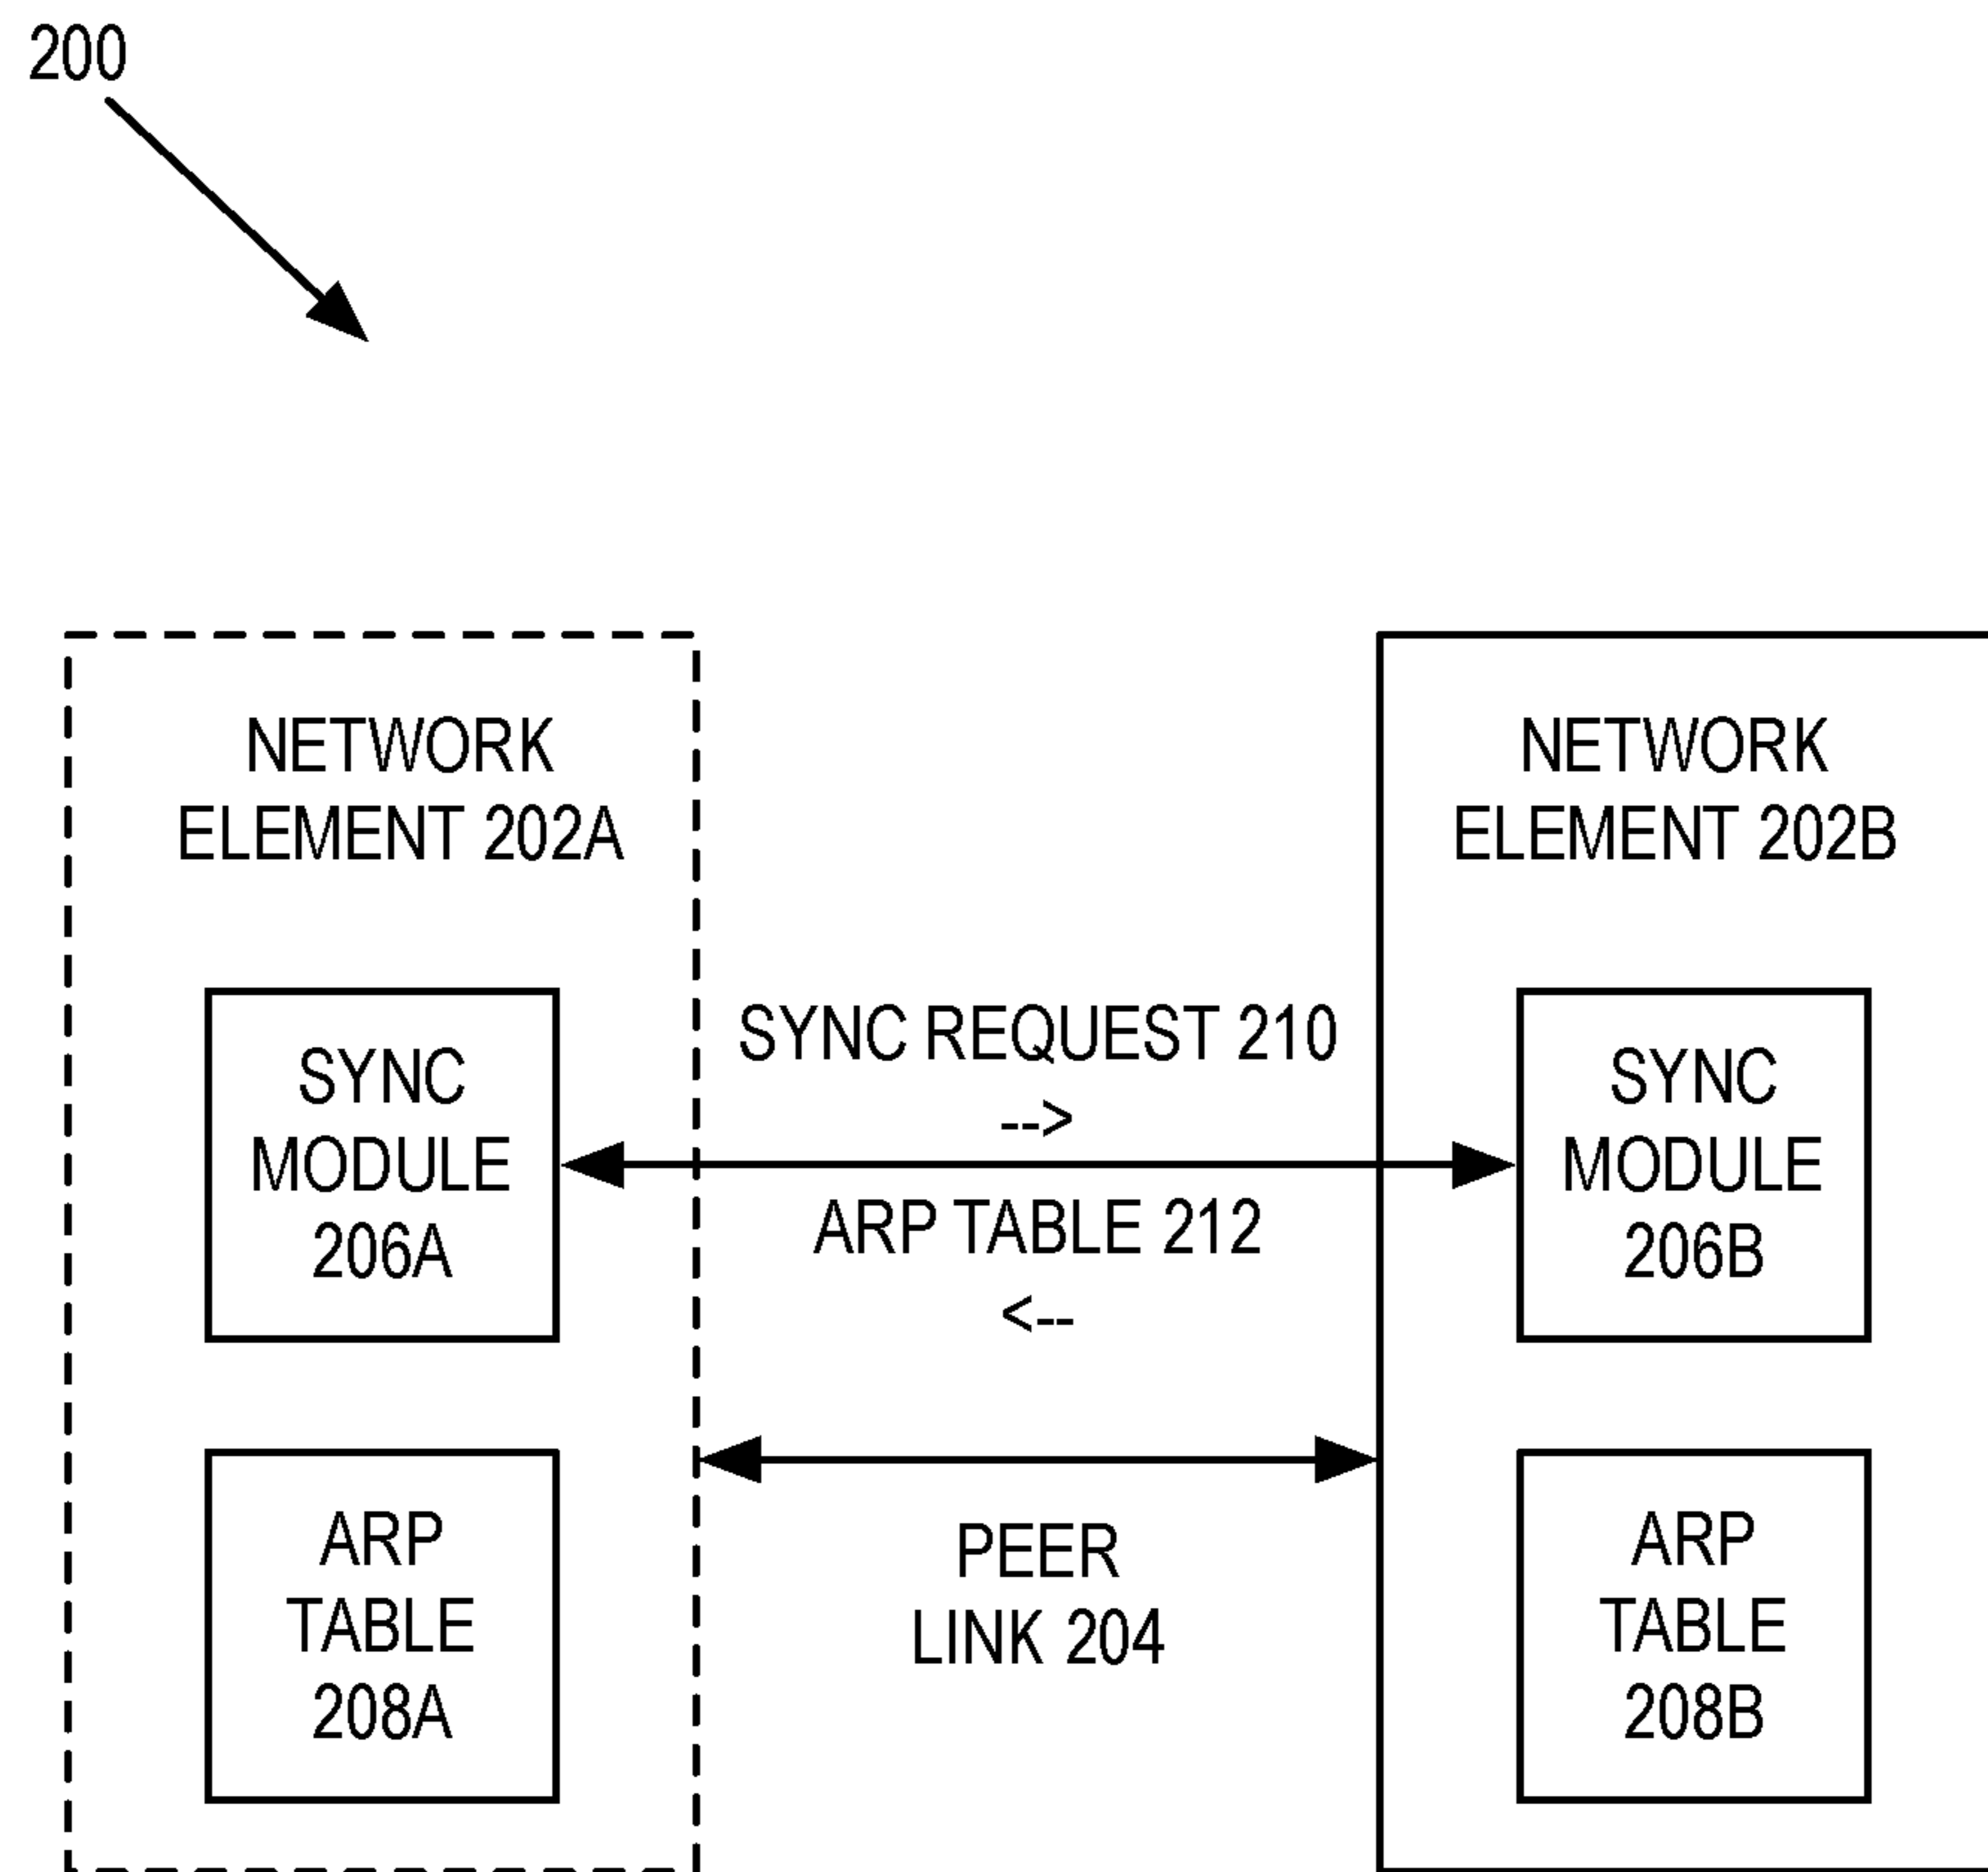 200
NETWORK
ELEMENT 202A
NETWORK
ELEMENT 202B
SYNC REQUEST 210
-->
ARP TABLE 212
<--
SYNC
MODULE
206A
SYNC
MODULE
206B
PEER
LINK 204
ARP
TABLE
208A
ARP
TABLE
208B